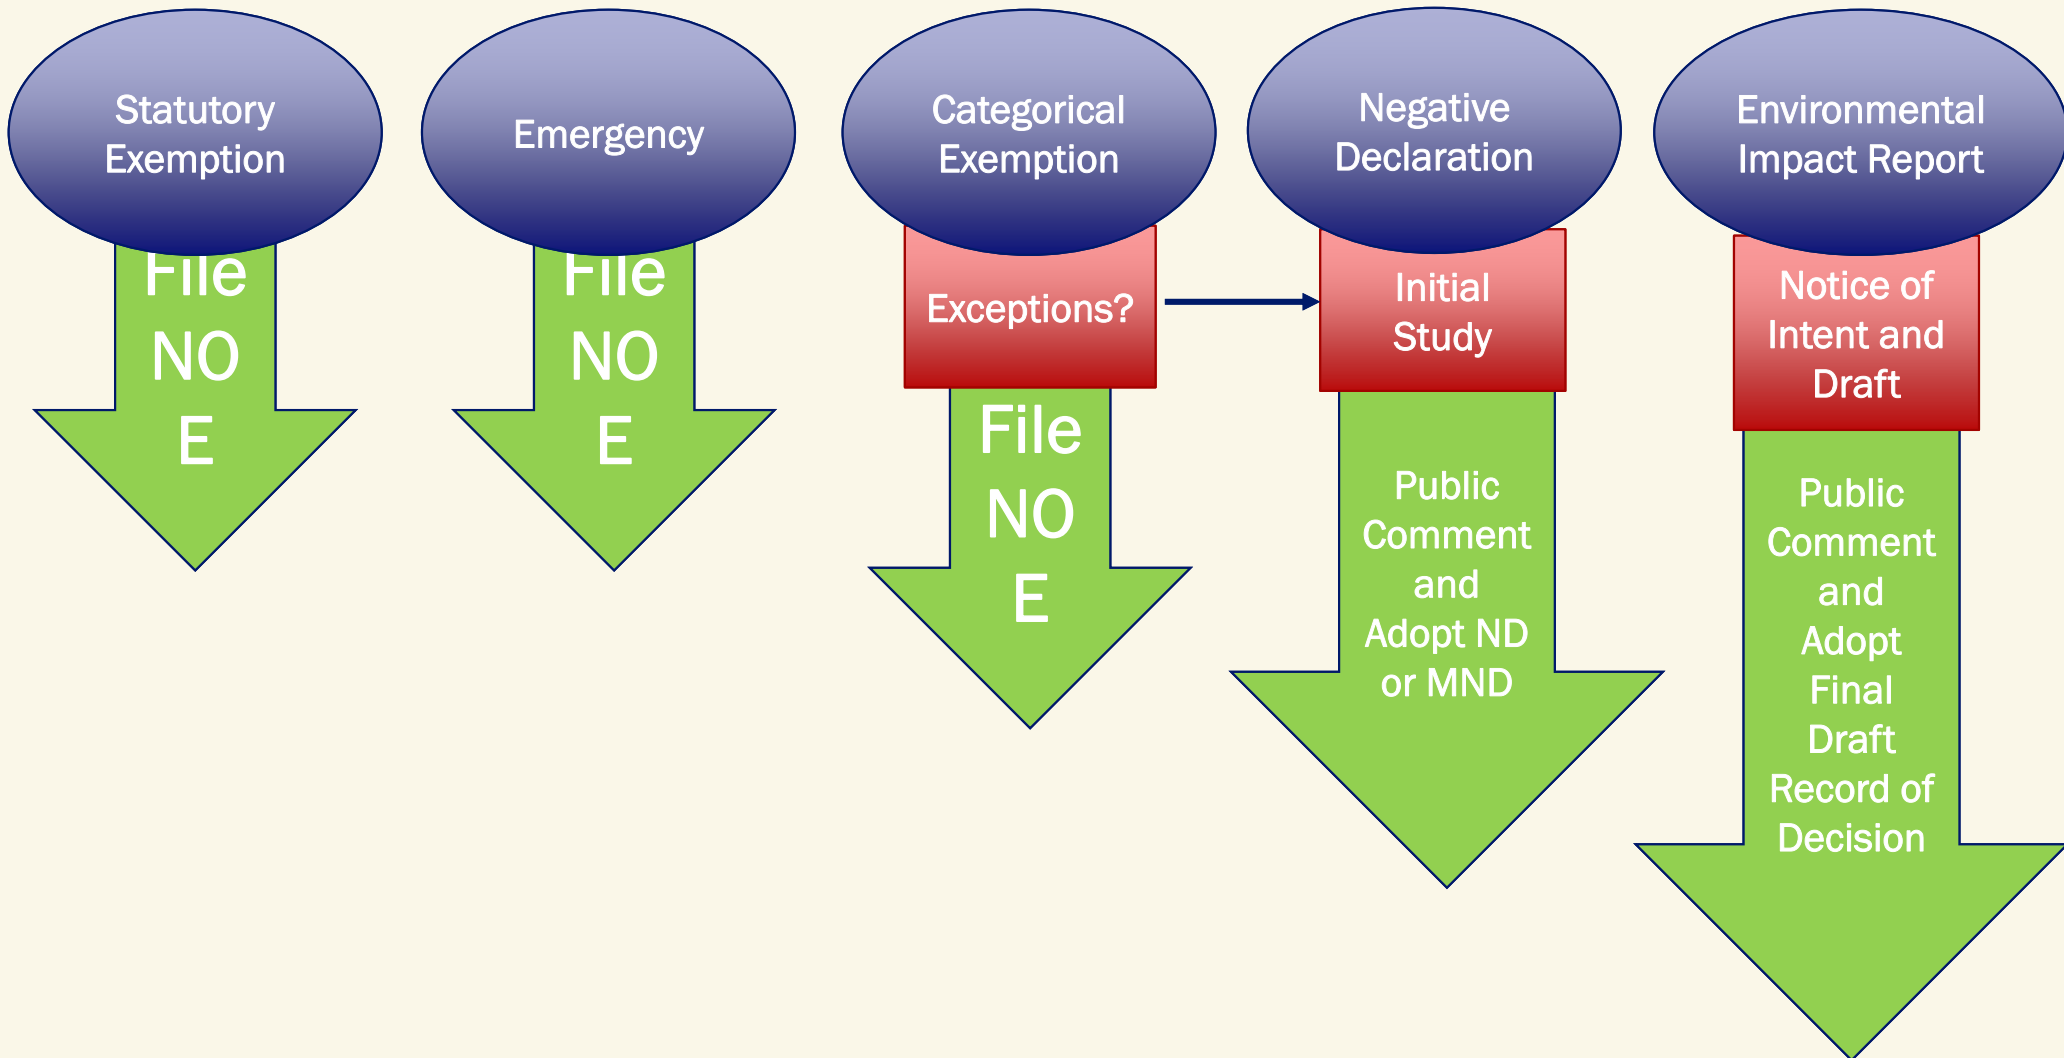 Statutory
Exemption
File
NO
E
Emergency
File
NO
E
Categorical
Exemption
Exceptions?
File
NO
E
Negative
Declaration
Initial
Study
Public
Comment
and
Adopt ND
or MND
Environmental
Impact Report
Notice of
Intent and
Draft
Public
Comment
and
Adopt
Final
Draft
Record of
Decision